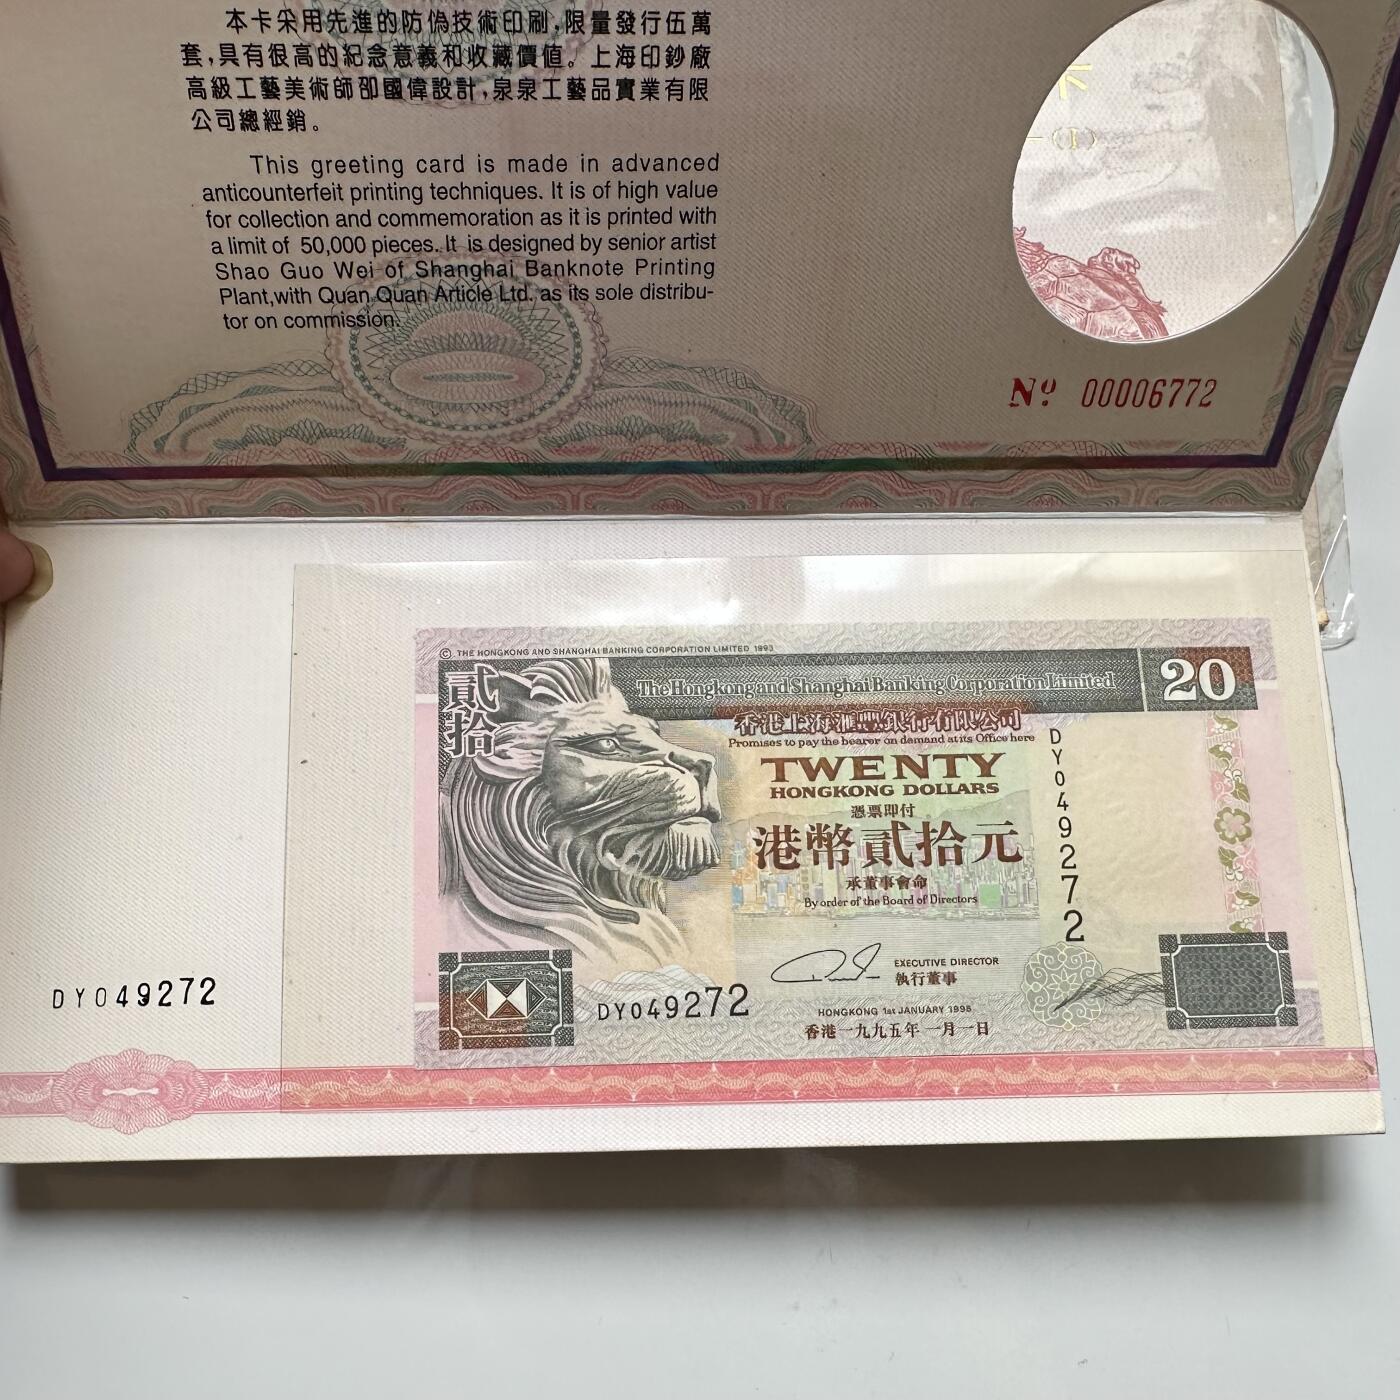 本卡采用先進的防偽技術印刷,限量發行伍萬
套,具有很高的紀念意義和收藏價值。上海印鈔廠
高級工藝美術師邵國偉設計,泉泉工藝品實業有限
公司總經銷。
This greeting card is made in advanced
anticounterfeit printing techniques. It is of high value
for collection and commemoration as it is printed with
a limit of 50,000 pieces. It is designed by senior artist
Shao Guo Wei of Shanghai Banknote Printing
Plant,with Quan Quan Article Ltd. as its sole distribu-
tor on commission.
Nº 00006772
© THE HONGKONG AND SHANGHAI BANKING CORPORATION LIMITED 1993
貳拾
The Hongkong and Shanghai Banking Corporation Limited
20
香港上海滙豐銀行有限公司
Promises to pay the bearer on demand at its Office here
TWENTY
HONGKONG DOLLARS
憑票即付
港幣貳拾元
承董事會命
By order of the Board of Directors
DY049272
EXECUTIVE DIRECTOR
執行董事
DY049272
HONGKONG 1st JANUARY 1995
香港一九九五年一月一日
DY049272